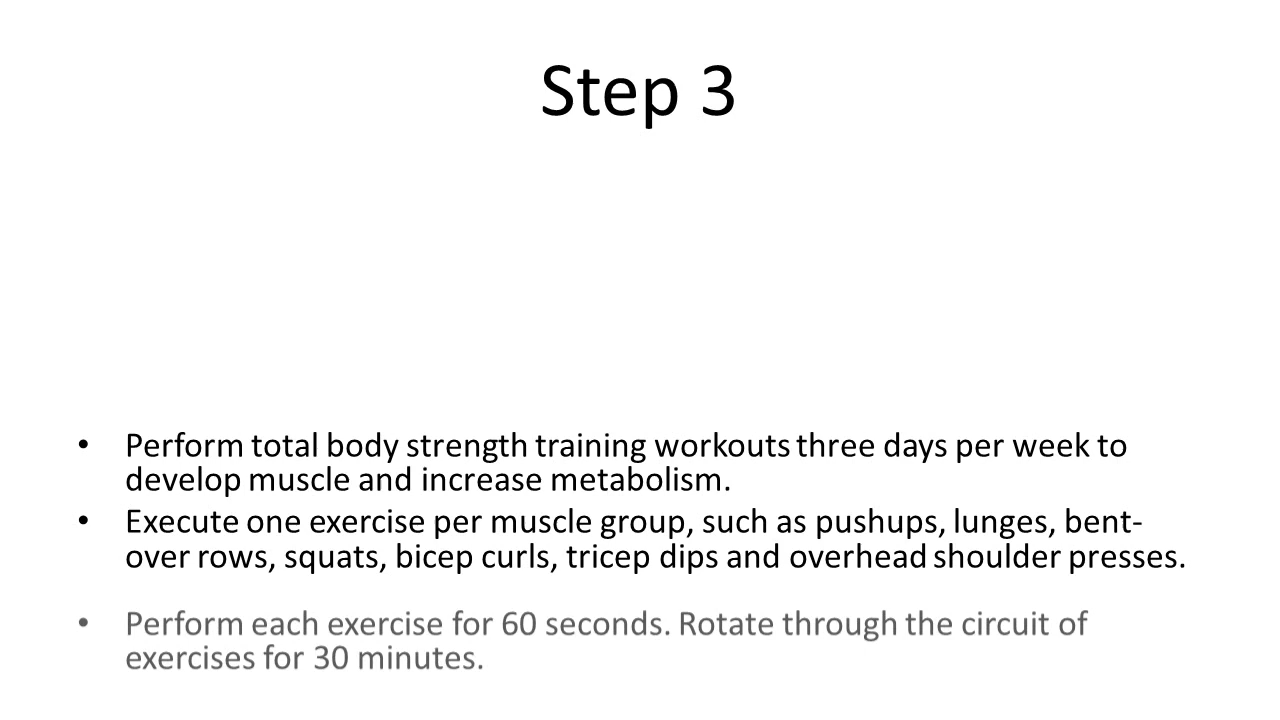 Step 3
• Perform total body strength training workouts three days per week to
develop muscle and increase metabolism.
• Execute one exercise per muscle group, such as pushups, lunges, bent-
over rows, squats, bicep curls, tricep dips and overhead shoulder presses.
• Perform each exercise for 60 seconds. Rotate through the circuit of
exercises for 30 minutes.